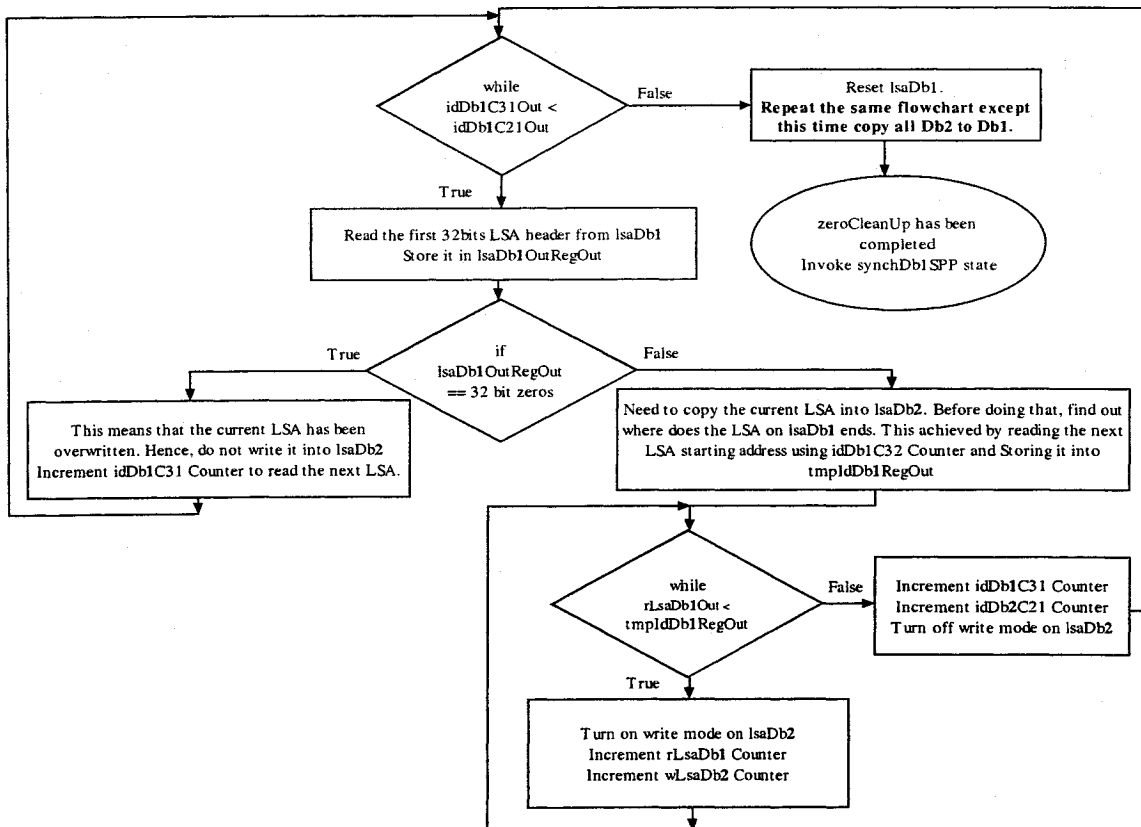 while
idDb1C31Out <
idDb1C21Out
False
Reset lsaDb1.
Repeat the same flowchart except
this time copy all Db2 to Db1.
True
zeroCleanUp has been
completed
Invoke synchDb1SPP state
Read the first 32bits LSA header from lsaDb1
Store it in lsaDb1OutRegOut
True
if
lsaDb1OutRegOut
== 32 bit zeros
False
This means that the current LSA has been
overwritten. Hence, do not write it into lsaDb2
Increment idDb1C31 Counter to read the next LSA.
Need to copy the current LSA into lsaDb2. Before doing that, find out
where does the LSA on lsaDb1 ends. This achieved by reading the next
LSA starting address using idDb1C32 Counter and Storing it into
tmpIdDb1RegOut
while
rLsaDb1Out <
tmpIdDb1RegOut
False
Increment idDb1C31 Counter
Increment idDb2C21 Counter
Turn off write mode on lsaDb2
True
Turn on write mode on lsaDb2
Increment rLsaDb1 Counter
Increment wLsaDb2 Counter